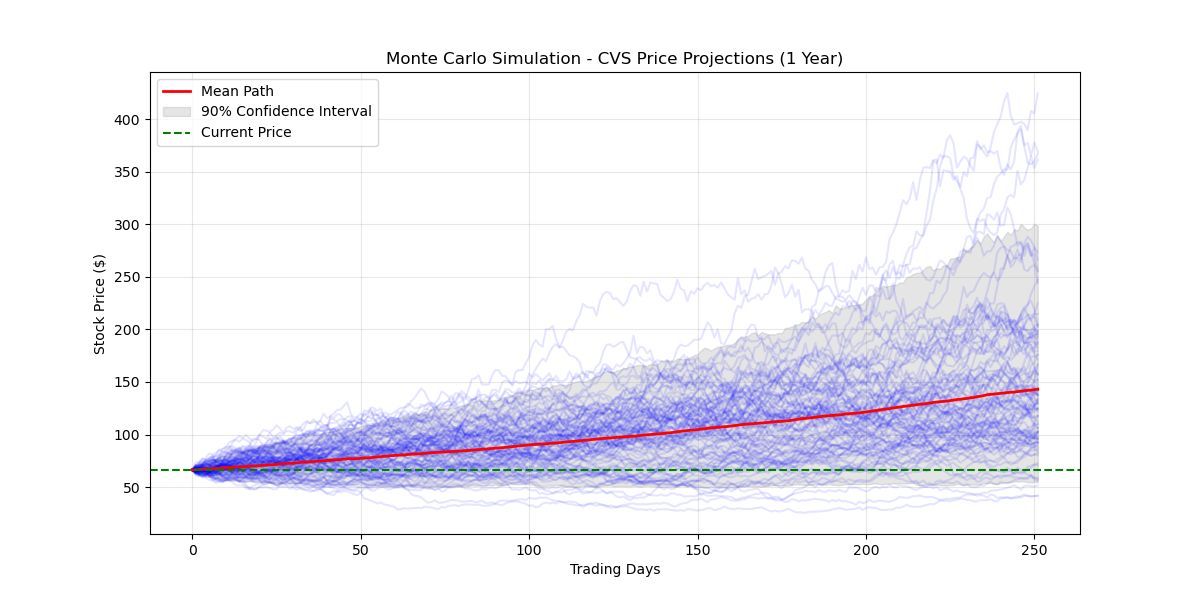 Monte Carlo Simulation - CVS Price Projections (1 Year)
Mean Path
90% Confidence Interval
Current Price
Stock Price ($)
400
350
300
250
200
150
100
50
0
50
100
150
200
250
Trading Days